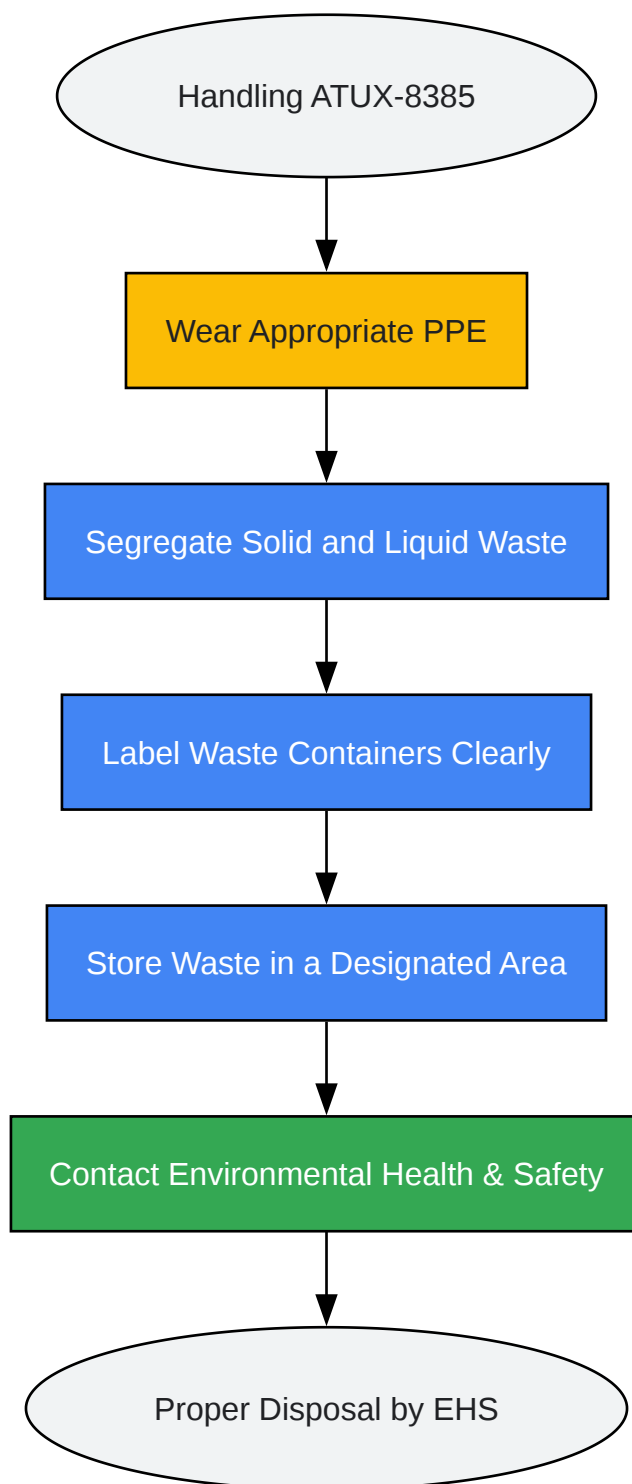 Handling ATUX-8385
Wear Appropriate PPE
Segregate Solid and Liquid Waste
Label Waste Containers Clearly
Store Waste in a Designated Area
Contact Environmental Health & Safety
Proper Disposal by EHS